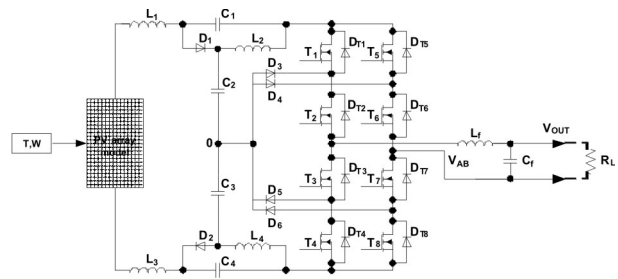 L1
C1
D1
L2
C2
D3
D4
T1
DT1
T5
DT5
T2
DT2
T6
DT6
T,W
PV array
model
0
Lf
VOUT
Cf
RL
VAB
C3
D5
D6
T3
DT3
T7
DT7
D2
L4
T4
DT4
T8
DT8
L3
C4